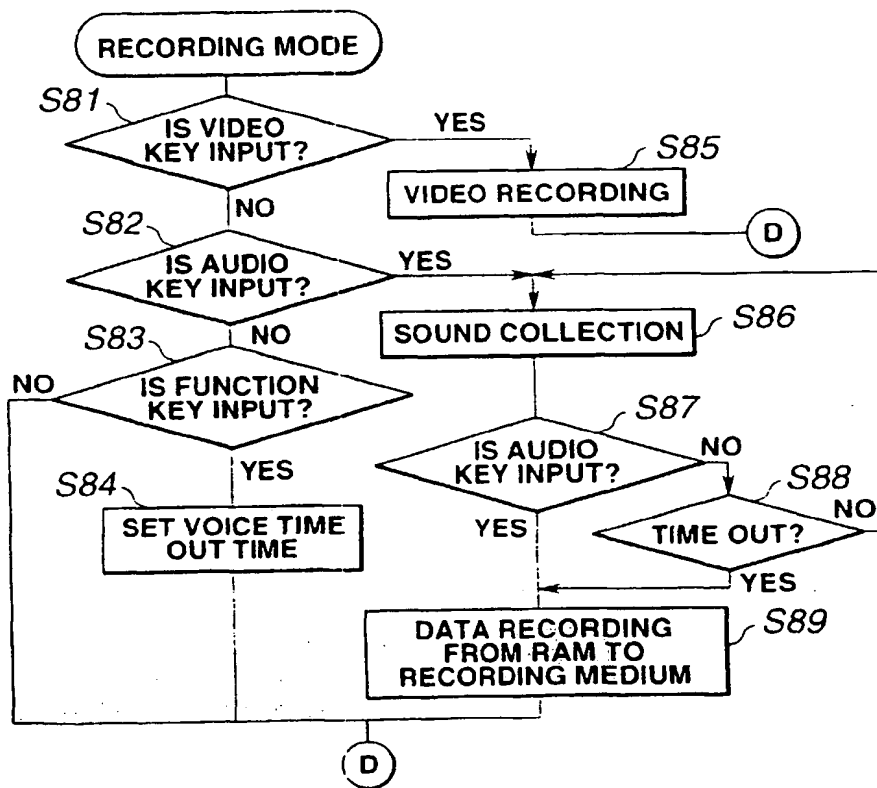 RECORDING MODE
S81
IS VIDEO
KEY INPUT?
YES
S85
VIDEO RECORDING
D
NO
S82
IS AUDIO
KEY INPUT?
YES
S86
SOUND COLLECTION
NO
S83
NO
IS FUNCTION
KEY INPUT?
YES
S84
SET VOICE TIME
OUT TIME
S87
IS AUDIO
KEY INPUT?
NO
S88
NO
TIME OUT?
YES
YES
S89
DATA RECORDING
FROM RAM TO
RECORDING MEDIUM
D